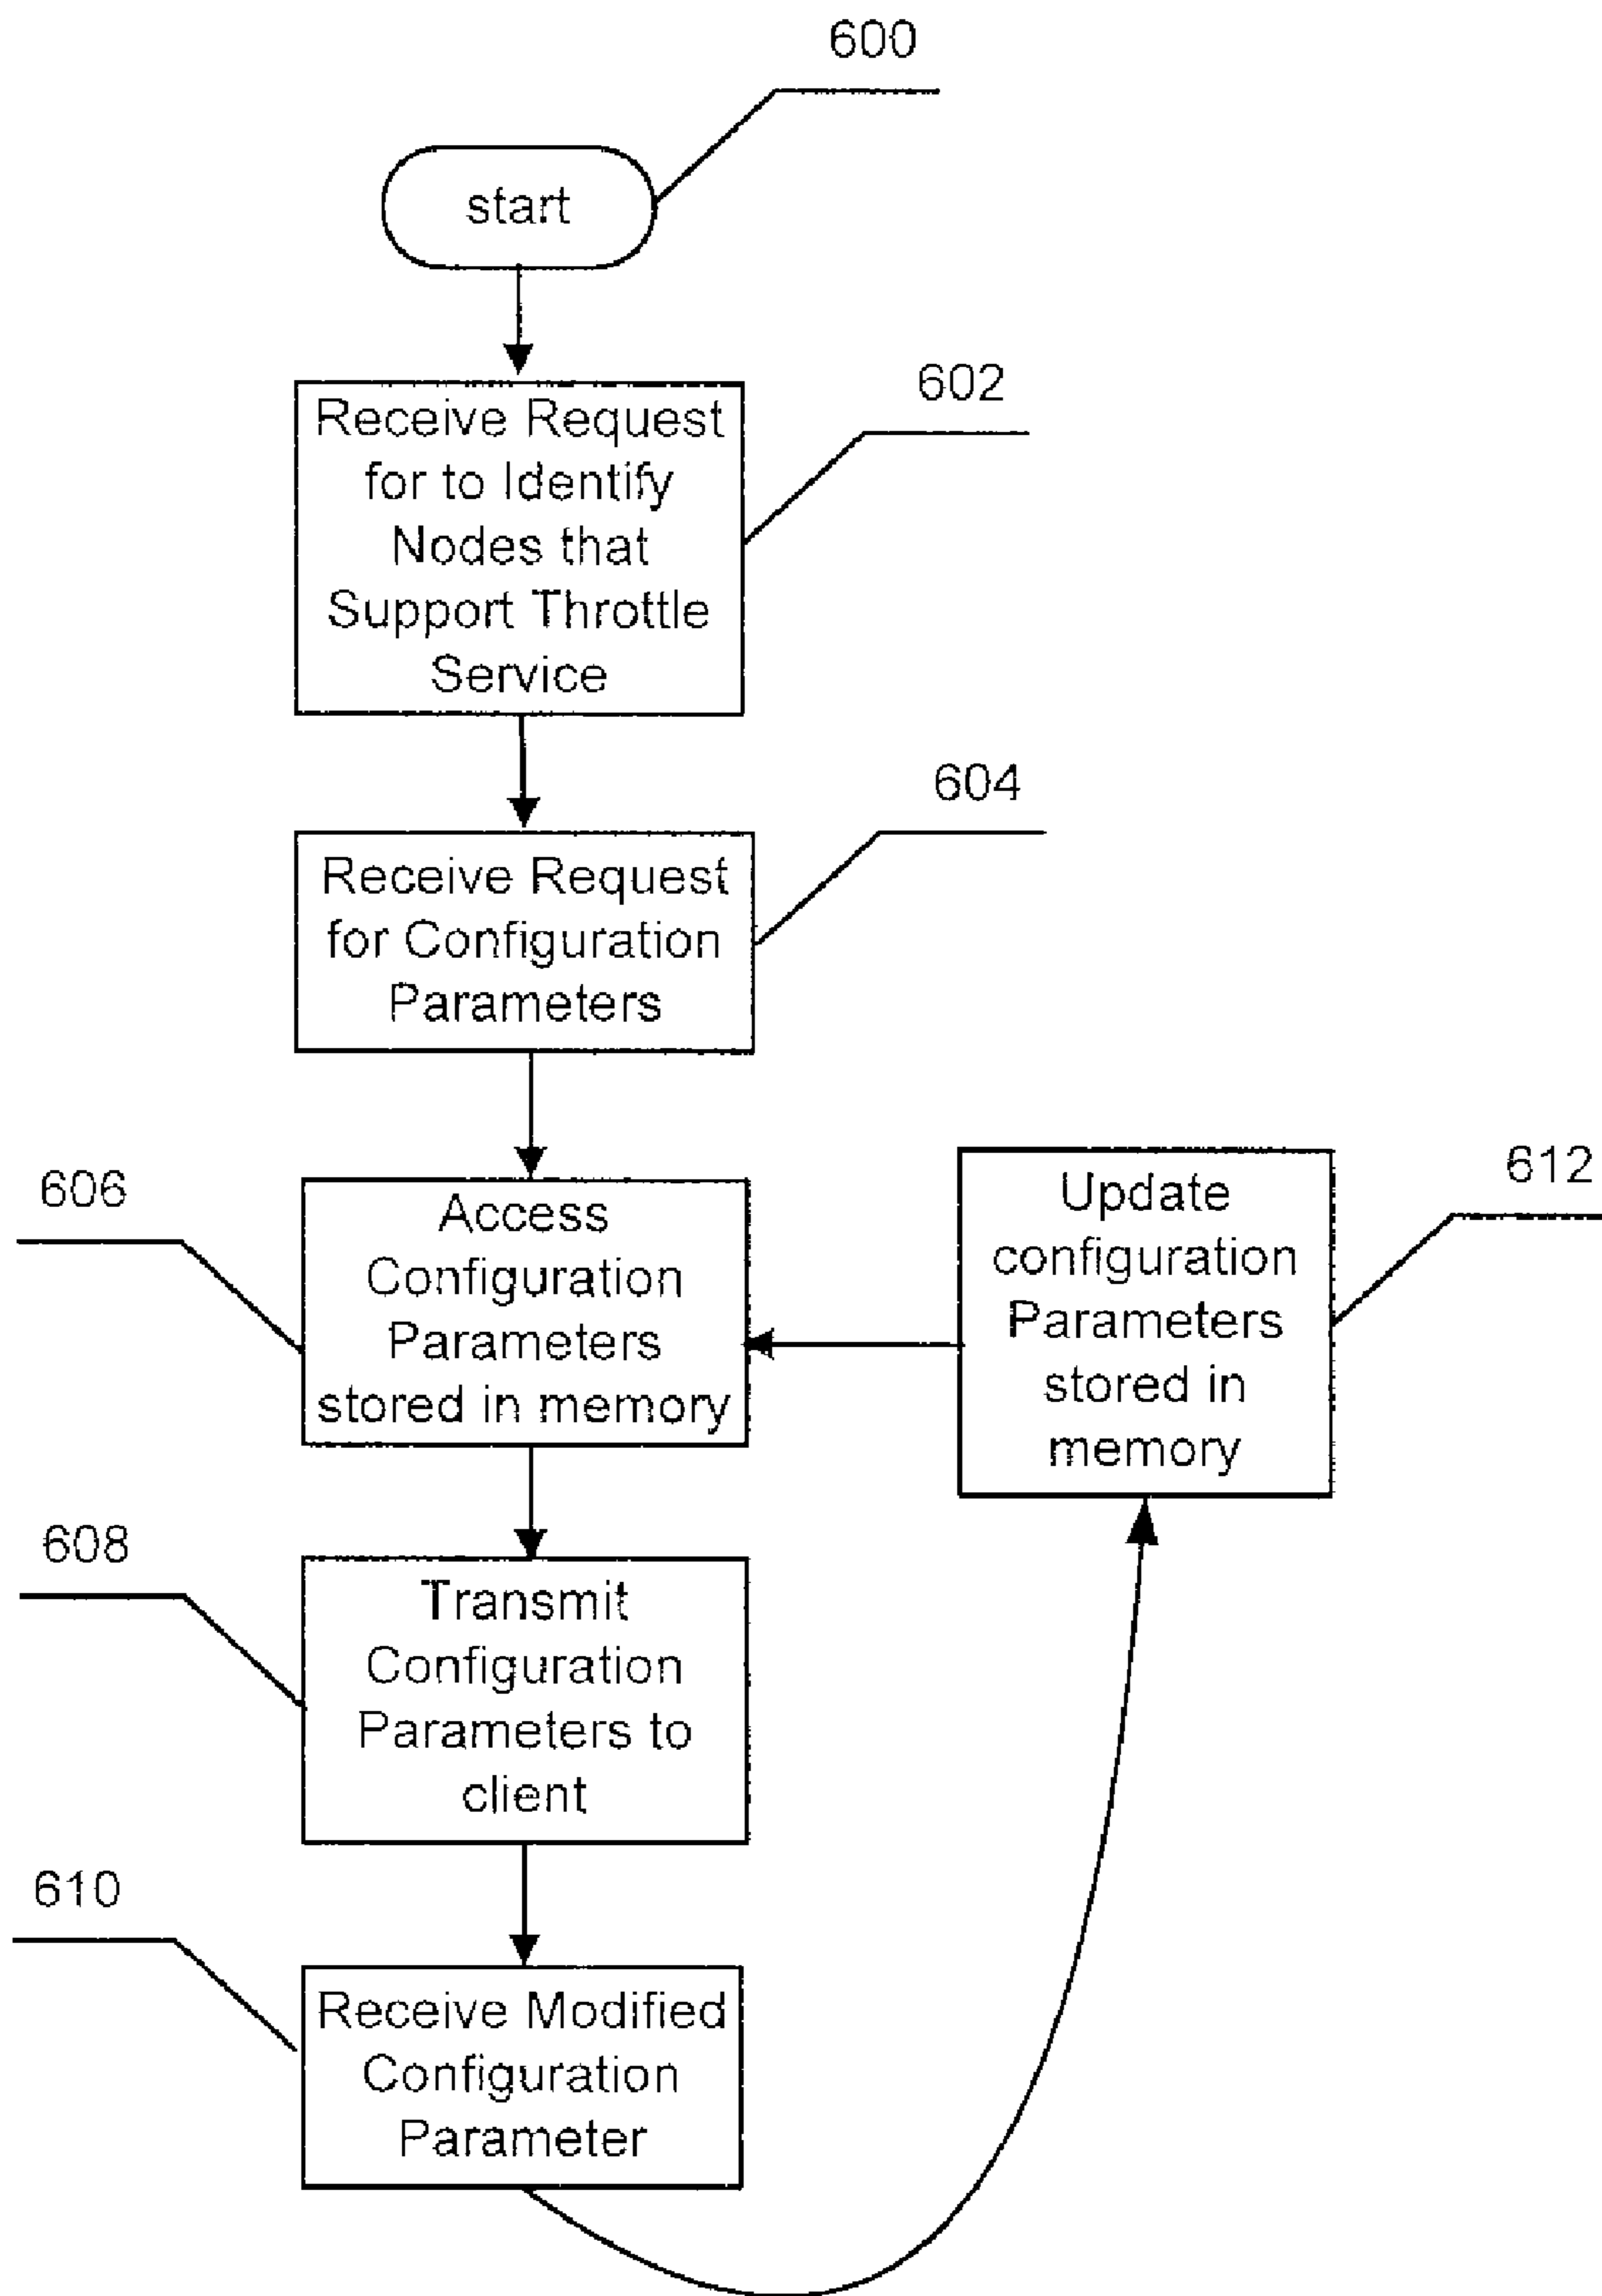 600
start
602
Receive Request
for to Identify
Nodes that
Support Throttle
Service
604
Receive Request
for Configuration
Parameters
606
Access
Configuration
Parameters
stored in memory
612
Update
configuration
Parameters
stored in
memory
608
Transmit
Configuration
Parameters to
client
610
Receive Modified
Configuration
Parameter